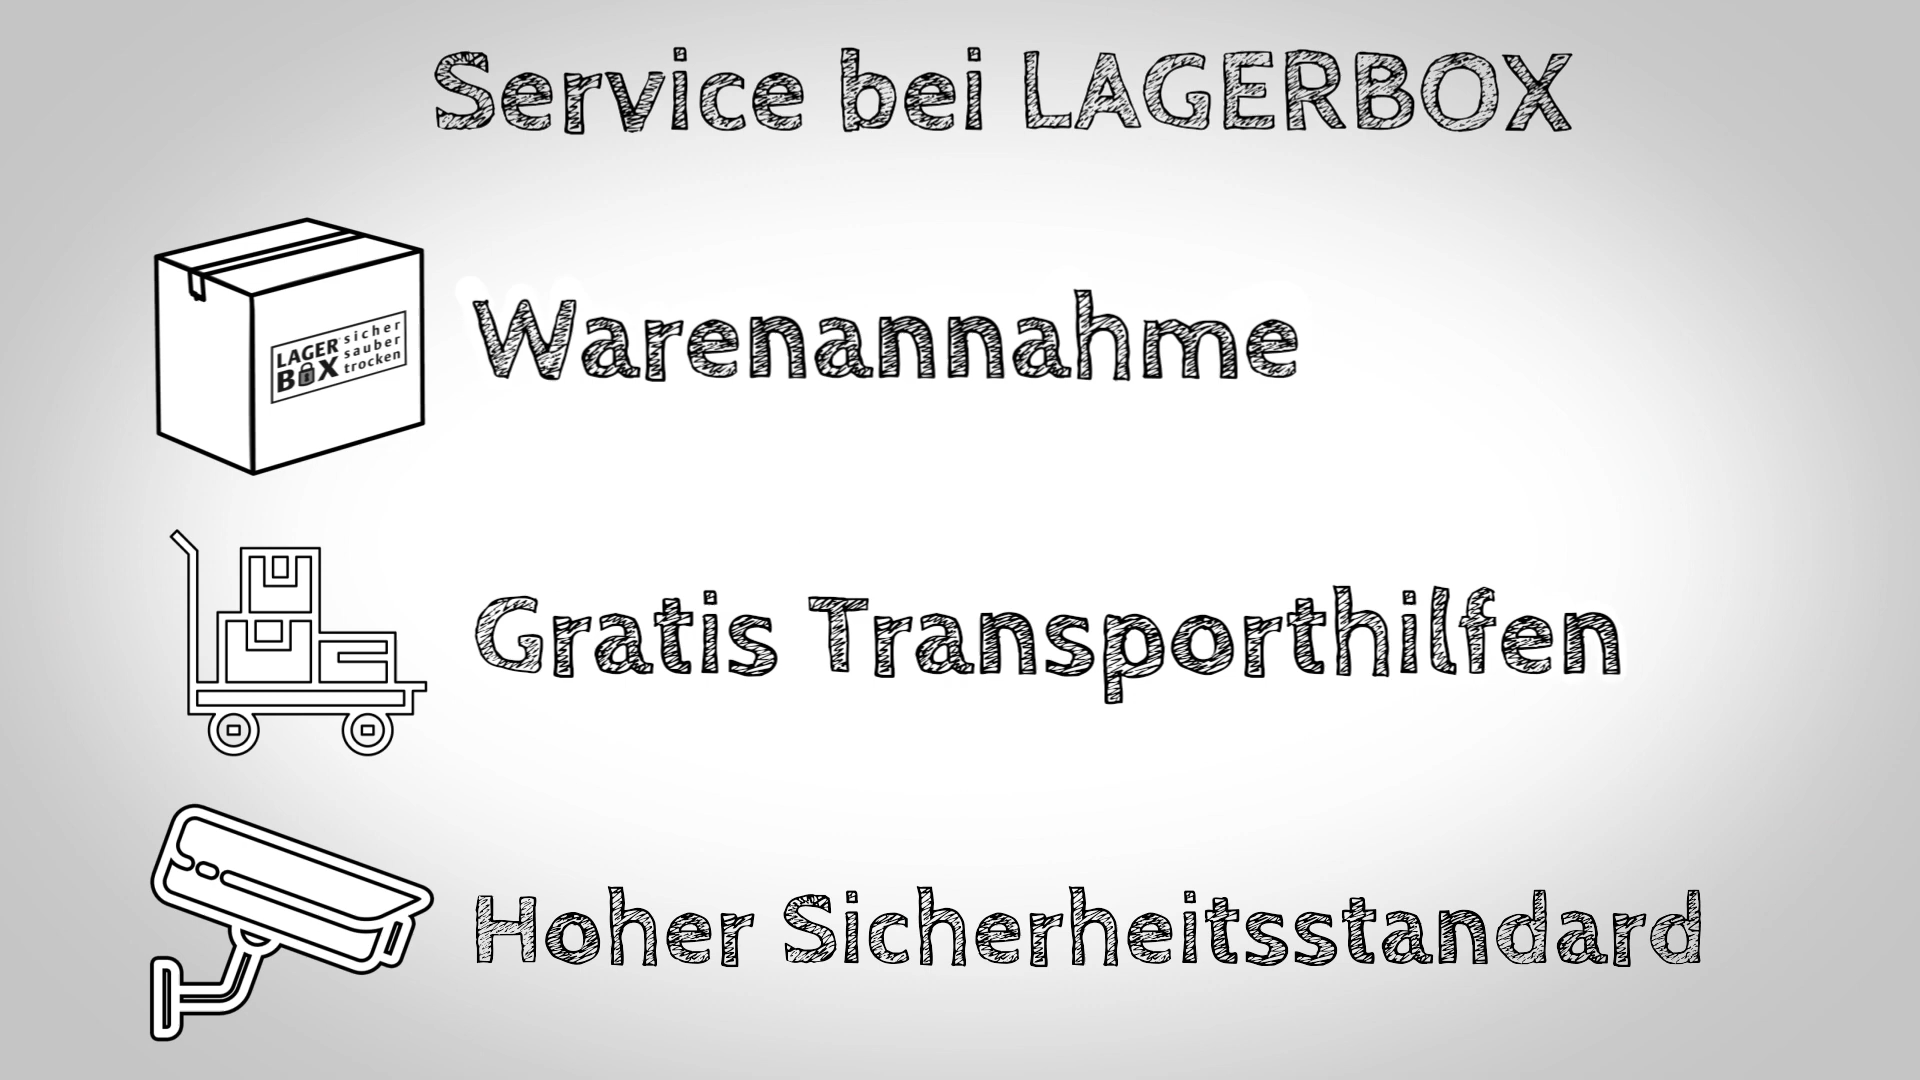 Service bei LAGERBOX
LAGER
BOX
sicher
sauber
trocken
Warenannahme
Gratis Transporthilfen
Hoher Sicherheitsstandard